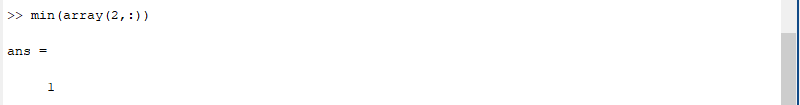 >> min(array(2,:))
ans =
1